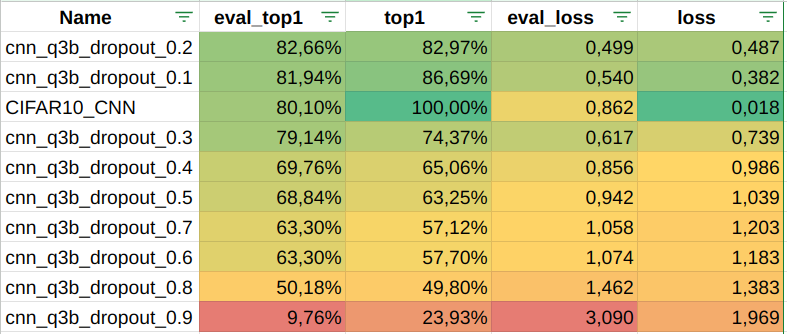 Name eval_top1 top1 eval_loss loss
cnn_q3b_dropout_0.2 82,66% 82,97% 0,499 0,487
cnn_q3b_dropout_0.1 81,94% 86,69% 0,540 0,382
CIFAR10_CNN 80,10% 100,00% 0,862 0,018
cnn_q3b_dropout_0.3 79,14% 74,37% 0,617 0,739
cnn_q3b_dropout_0.4 69,76% 65,06% 0,856 0,986
cnn_q3b_dropout_0.5 68,84% 63,25% 0,942 1,039
cnn_q3b_dropout_0.7 63,30% 57,12% 1,058 1,203
cnn_q3b_dropout_0.6 63,30% 57,70% 1,074 1,183
cnn_q3b_dropout_0.8 50,18% 49,80% 1,462 1,383
cnn_q3b_dropout_0.9 9,76% 23,93% 3,090 1,969